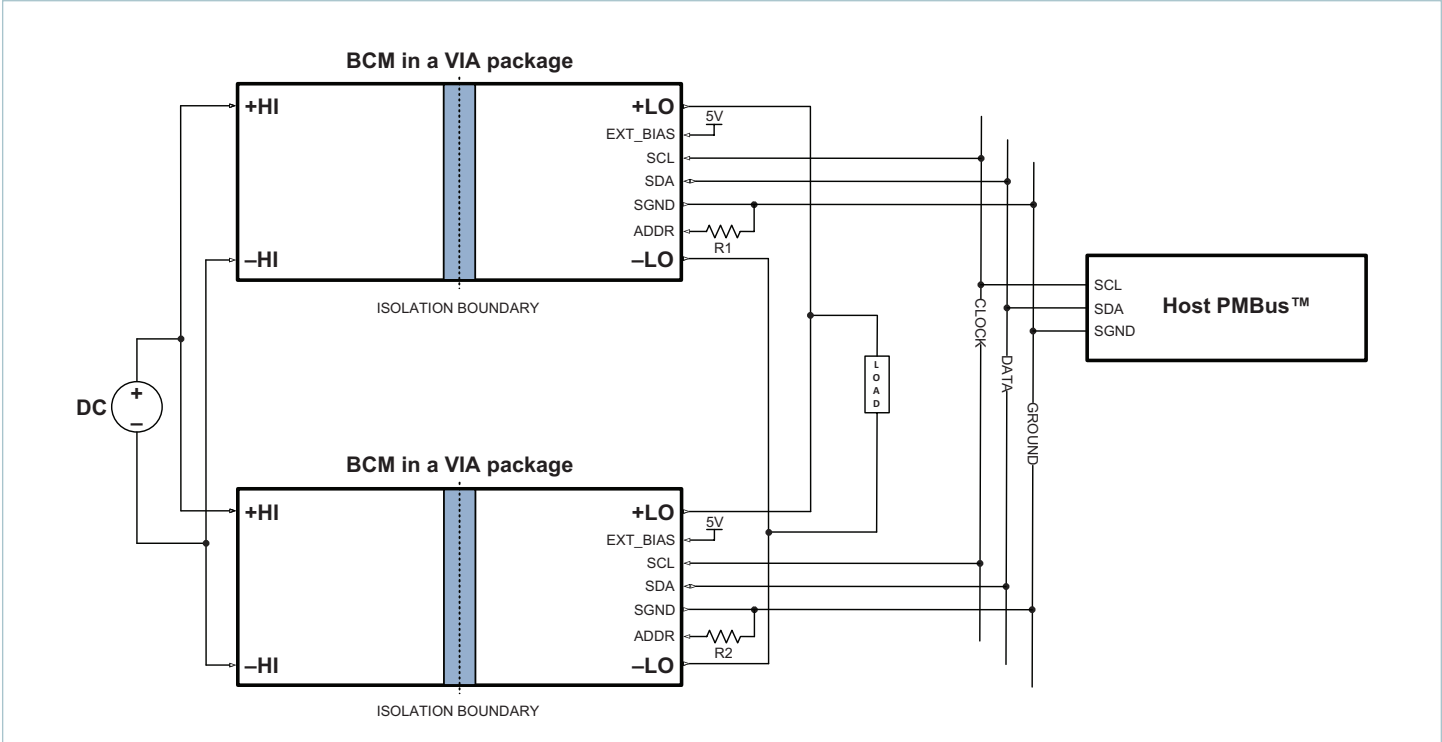 BCM in a VIA package
+HI
–HI
+LO
5V
EXT_BIAS
SCL
SDA
SGND
ADDR
R1
–LO
ISOLATION BOUNDARY
DC
+
–
LOAD
CLOCK
DATA
GROUND
SCL
SDA
SGND
Host PMBus™
BCM in a VIA package
+HI
–HI
+LO
5V
EXT_BIAS
SCL
SDA
SGND
ADDR
R2
–LO
ISOLATION BOUNDARY